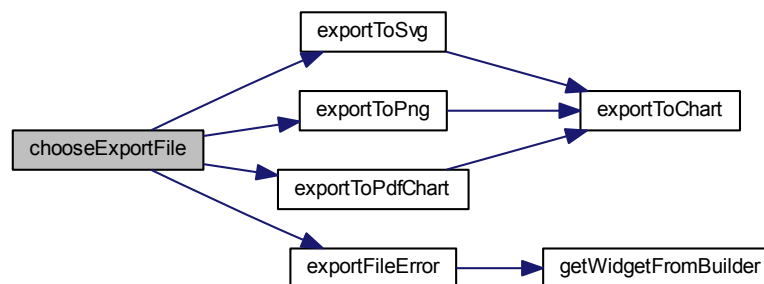 exportToSvg
exportToPng
exportToChart
chooseExportFile
exportToPdfChart
exportFileError
getWidgetFromBuilder